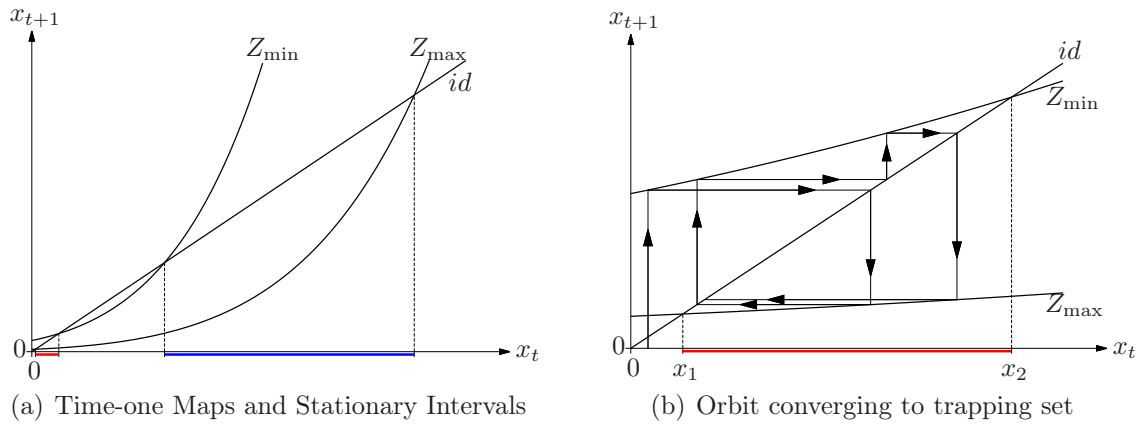 x_{t+1}
Z_min
Z_max
id
0
0
x_t
(a) Time-one Maps and Stationary Intervals
x_{t+1}
id
Z_min
Z_max
0
0
x_1
x_2
x_t
(b) Orbit converging to trapping set